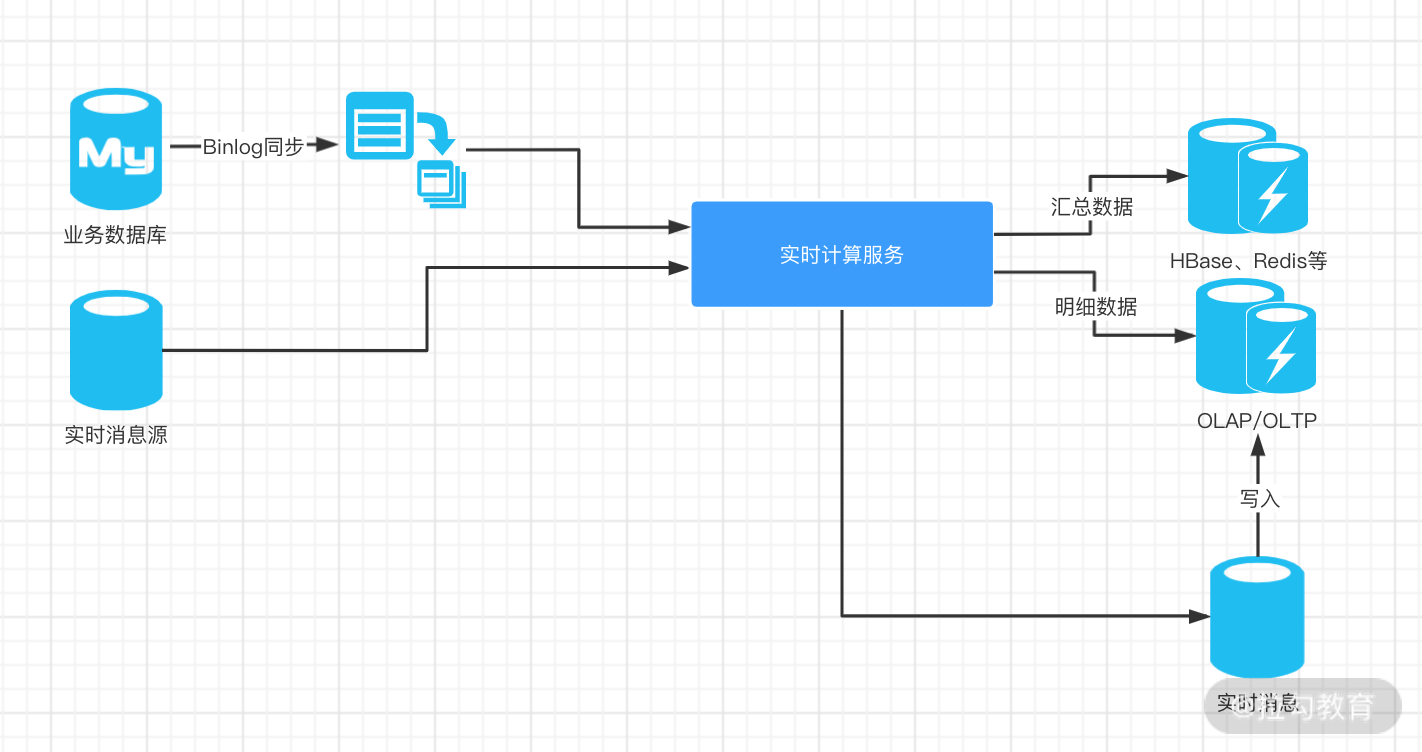 My
Binlog同步
业务数据库
实时消息源
实时计算服务
汇总数据
HBase、Redis等
明细数据
OLAP/OLTP
写入
实时消息
@拉勾教育